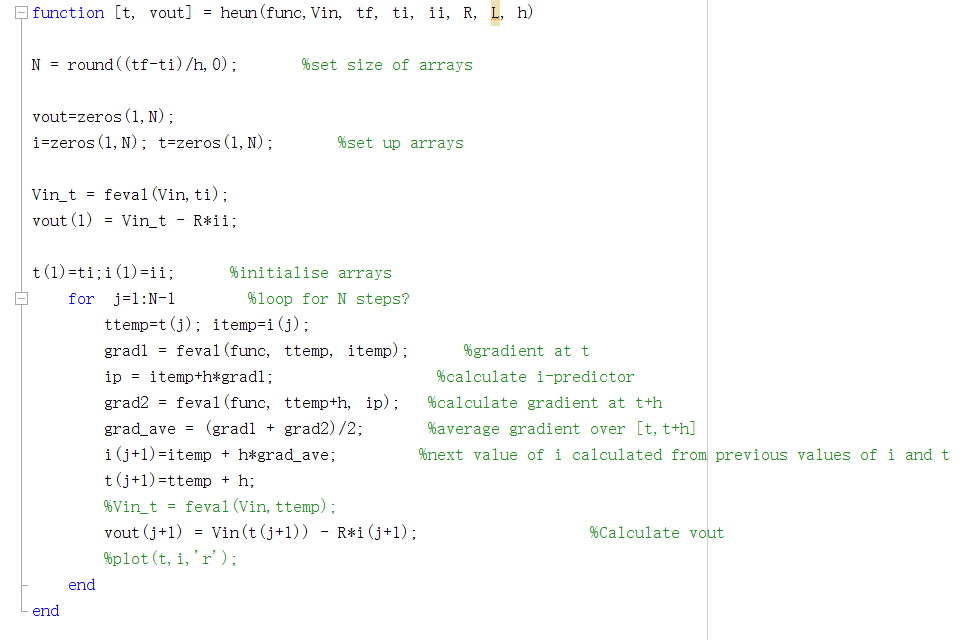 function [t, vout] = heun(func,Vin, tf, ti, ii, R, L, h)
N = round((tf-ti)/h,0);       %set size of arrays
vout=zeros(1,N);
i=zeros(1,N); t=zeros(1,N);       %set up arrays
Vin_t = feval(Vin,ti);
vout(1) = Vin_t - R*ii;
t(1)=ti;i(1)=ii;      %initialise arrays
for  j=1:N-1        %loop for N steps?
ttemp=t(j); itemp=i(j);
grad1 = feval(func, ttemp, itemp);      %gradient at t
ip = itemp+h*grad1;                  %calculate i-predictor
grad2 = feval(func, ttemp+h, ip);   %calculate gradient at t+h
grad_ave = (grad1 + grad2)/2;       %average gradient over [t,t+h]
i(j+1)=itemp + h*grad_ave;         %next value of i calculated from previous values of i and t
t(j+1)=ttemp + h;
%Vin_t = feval(Vin,ttemp);
vout(j+1) = Vin(t(j+1)) - R*i(j+1);                   %Calculate vout
%plot(t,i,'r');
end
end